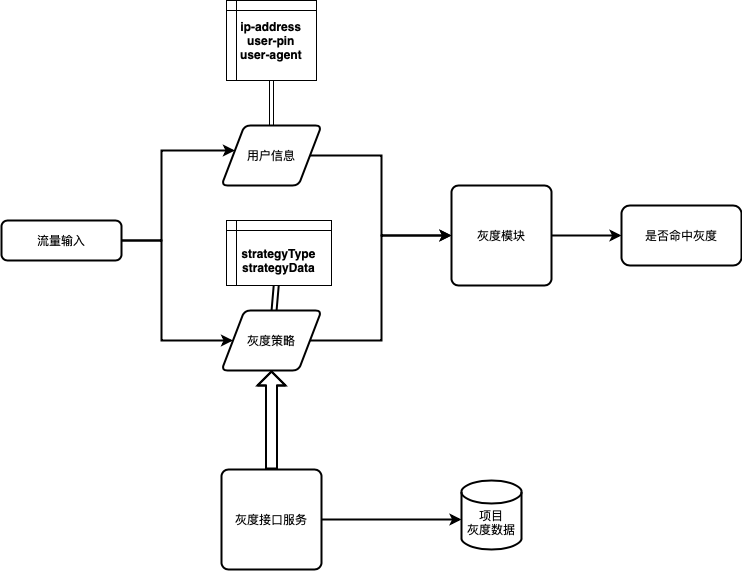 ip-address
user-pin
user-agent
用户信息
流量输入
strategyType
strategyData
灰度模块
是否命中灰度
灰度策略
灰度接口服务
项目
灰度数据